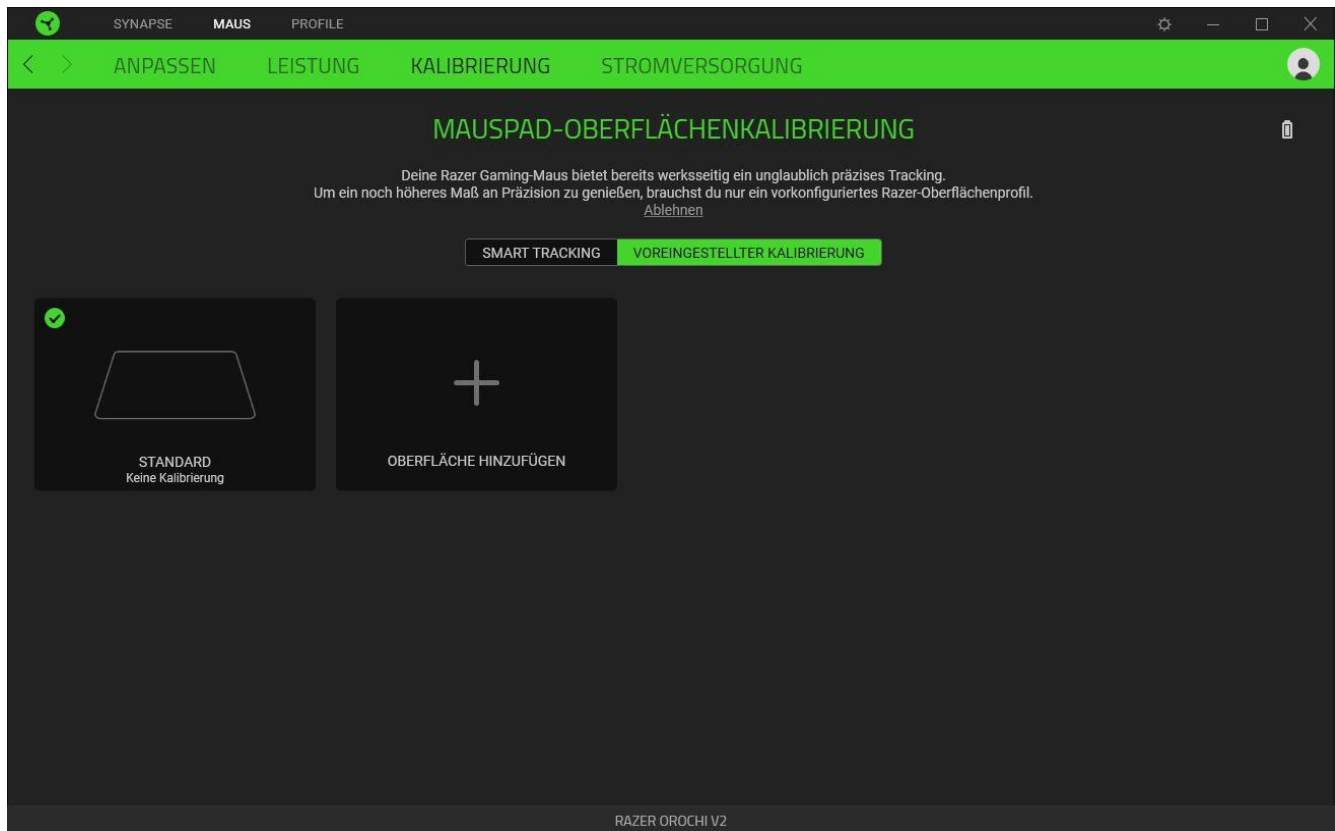 SYNAPSE MAUS PROFILE
ANPASSEN LEISTUNG KALIBRIERUNG STROMVERSORGUNG
MAUSPAD-OBERFLÄCHENKALIBRIERUNG
Deine Razer Gaming-Maus bietet bereits werksseitig ein unglaublich präzises Tracking.
Um ein noch höheres Maß an Präzision zu genießen, brauchst du nur ein vorkonfiguriertes Razer-Oberflächenprofil.
Ablehnen
SMART TRACKING VOREINGESTELLTER KALIBRIERUNG
STANDARD
Keine Kalibrierung
OBERFLÄCHE HINZUFÜGEN
RAZER OROCHI V2